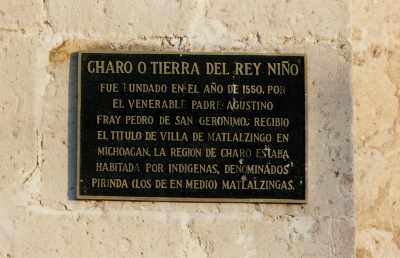 CHARO O TIERRA DEL REY NIÑO
FUE FUNDADO EN EL AÑO DE 1550. POR
EL VENERABLE PADRE AGUSTINO
FRAY PEDRO DE SAN GERONIMO; RECIBIO
EL TITULO DE VILLA DE MATLALZINGO EN
MICHOACAN. LA REGION DE CHARO ESTABA
HABITADA POR INDIGENAS, DENOMINADOS
PIRINDA (LOS DE EN MEDIO) MATLALZINGAS.